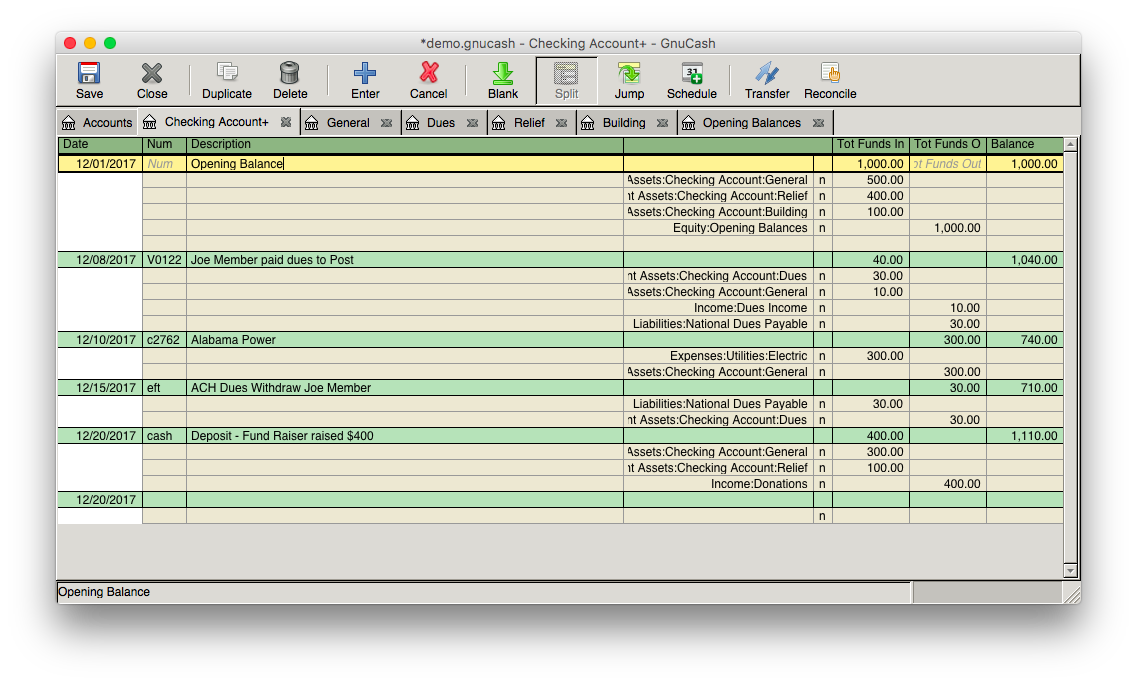 *demo.gnucash - Checking Account+ - GnuCash
Save Close Duplicate Delete Enter Cancel Blank Split Jump Schedule Transfer Reconcile
Accounts Checking Account+ General Dues Relief Building Opening Balances
Date Num Description Tot Funds In Tot Funds O Balance
12/01/2017 Num Opening Balance 1,000.00 ot Funds Out 1,000.00
Assets:Checking Account:General n 500.00
nt Assets:Checking Account:Relief n 400.00
Assets:Checking Account:Building n 100.00
Equity:Opening Balances n 1,000.00
12/08/2017 V0122 Joe Member paid dues to Post 40.00 1,040.00
nt Assets:Checking Account:Dues n 30.00
Assets:Checking Account:General n 10.00
Income:Dues Income n 10.00
Liabilities:National Dues Payable n 30.00
12/10/2017 c2762 Alabama Power 300.00 740.00
Expenses:Utilities:Electric n 300.00
Assets:Checking Account:General n 300.00
12/15/2017 eft ACH Dues Withdraw Joe Member 30.00 710.00
Liabilities:National Dues Payable n 30.00
nt Assets:Checking Account:Dues n 30.00
12/20/2017 cash Deposit - Fund Raiser raised $400 400.00 1,110.00
Assets:Checking Account:General n 300.00
nt Assets:Checking Account:Relief n 100.00
Income:Donations n 400.00
12/20/2017
n
Opening Balance